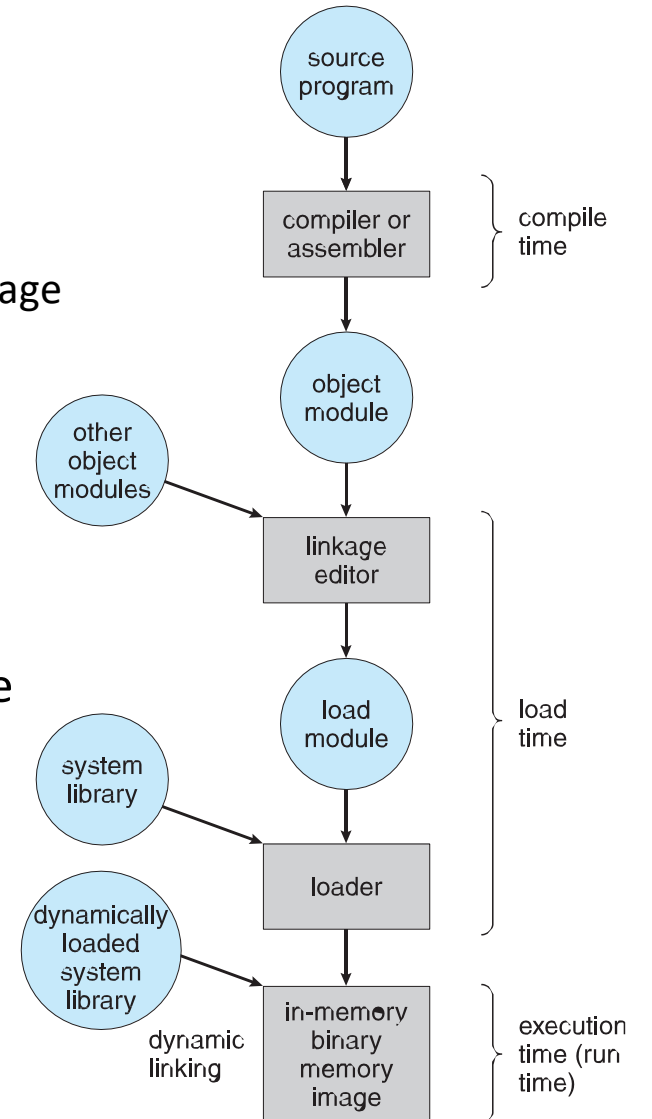 source
program
compiler or
assembler
compile
time
age
object
module
other
object
modules
linkage
editor
e
load
module
load
time
system
library
loader
dynamically
loaded
system
library
dynamic
linking
in-memory
binary
memory
image
execution
time (run
time)